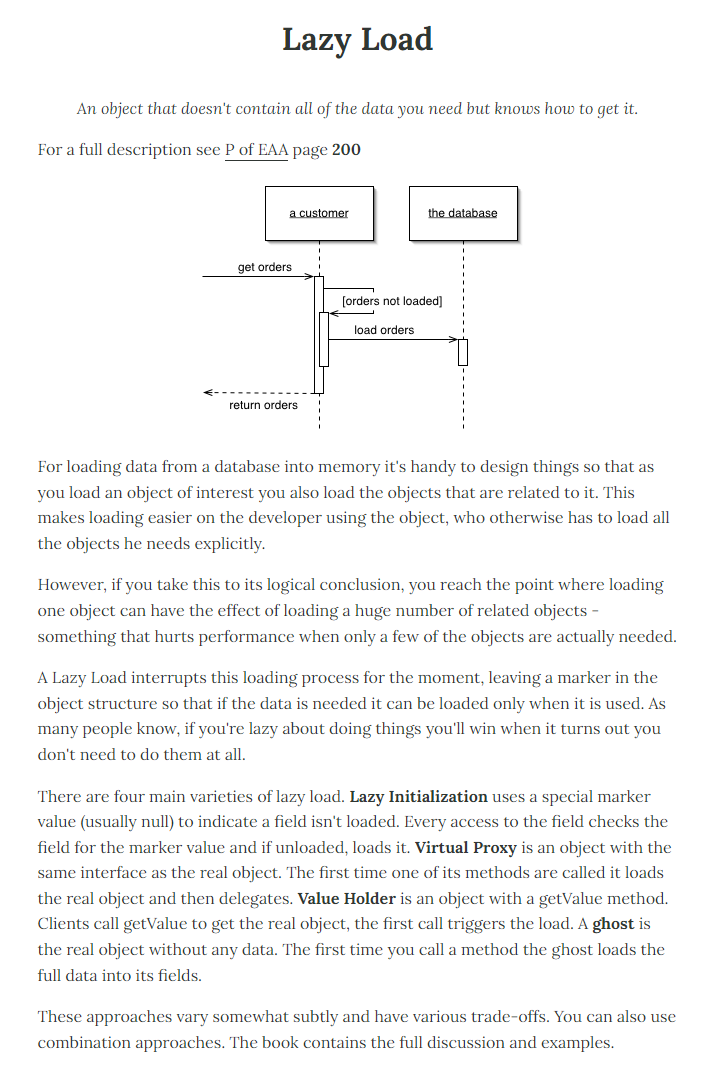 Lazy Load
An object that doesn't contain all of the data you need but knows how to get it.
For a full description see P of EAA page 200
a customer
the database
get orders
[orders not loaded]
load orders
return orders
For loading data from a database into memory it's handy to design things so that as
you load an object of interest you also load the objects that are related to it. This
makes loading easier on the developer using the object, who otherwise has to load all
the objects he needs explicitly.
However, if you take this to its logical conclusion, you reach the point where loading
one object can have the effect of loading a huge number of related objects -
something that hurts performance when only a few of the objects are actually needed.
A Lazy Load interrupts this loading process for the moment, leaving a marker in the
object structure so that if the data is needed it can be loaded only when it is used. As
many people know, if you're lazy about doing things you'll win when it turns out you
don't need to do them at all.
There are four main varieties of lazy load. Lazy Initialization uses a special marker
value (usually null) to indicate a field isn't loaded. Every access to the field checks the
field for the marker value and if unloaded, loads it. Virtual Proxy is an object with the
same interface as the real object. The first time one of its methods are called it loads
the real object and then delegates. Value Holder is an object with a getValue method.
Clients call getValue to get the real object, the first call triggers the load. A ghost is
the real object without any data. The first time you call a method the ghost loads the
full data into its fields.
These approaches vary somewhat subtly and have various trade-offs. You can also use
combination approaches. The book contains the full discussion and examples.